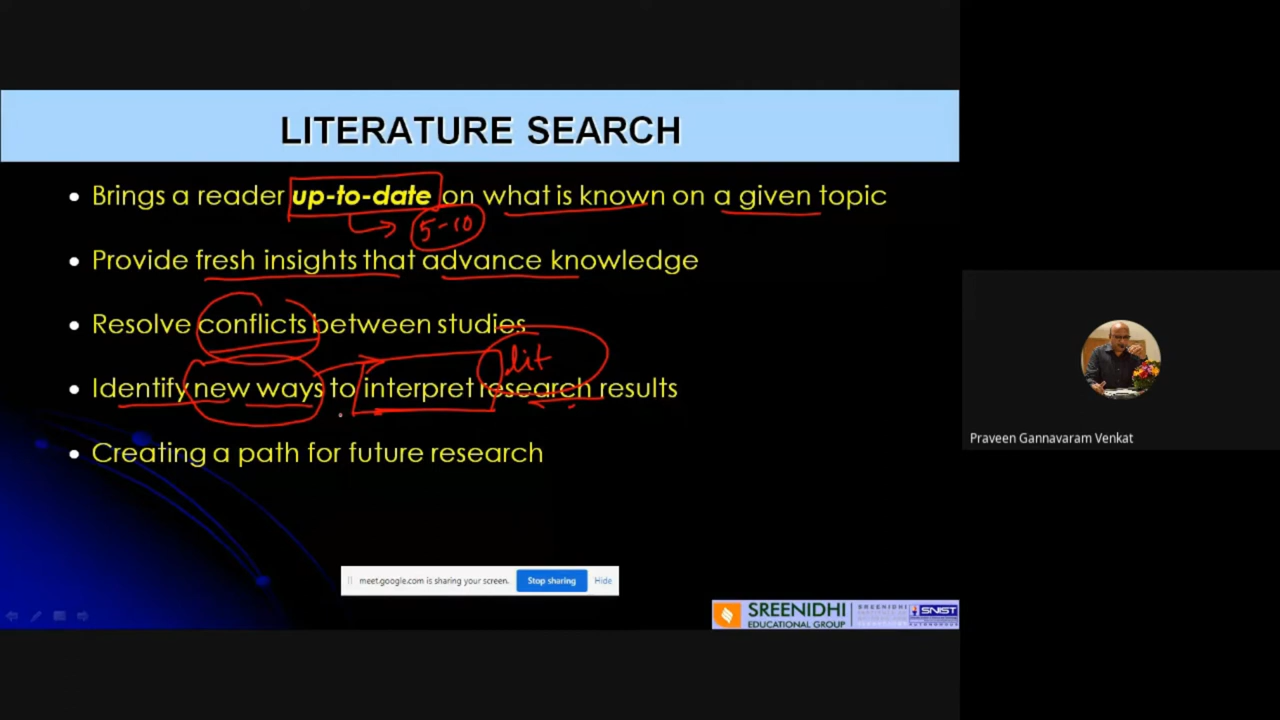 LITERATURE SEARCH
• Brings a reader up-to-date on what is known on a given topic
5-10
• Provide fresh insights that advance knowledge
• Resolve conflicts between studies
lit
• Identify new ways to interpret research results
Praveen Gannavaram Venkat
• Creating a path for future research
meet.google.com is sharing your screen. Stop sharing Hide
SREENIDHI
EDUCATIONAL GROUP
SREENIDHI
SNIST